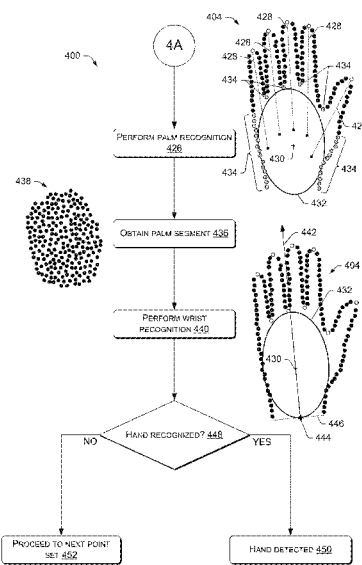 404
428
428
4A
428
400
428
434
434
PERFORM PALM RECOGNITION
426
42
430
438
434
434
432
442
OBTAIN PALM SEGMENT 436
404
432
PERFORM WRIST
RECOGNITION 440
430
446
HAND RECOGNIZED? 448
444
NO
YES
PROCEED TO NEXT POINT
SET 452
HAND DETECTED 450